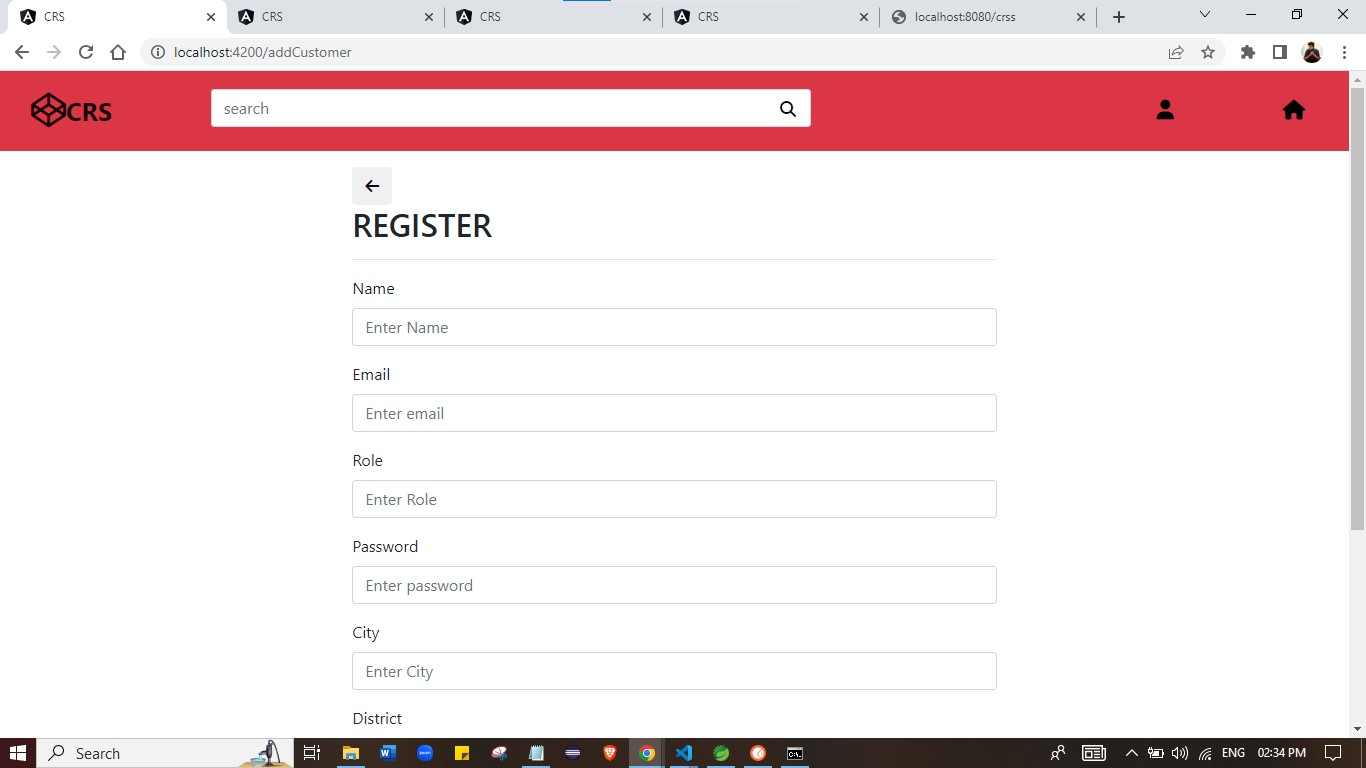 CRS
CRS
CRS
CRS
localhost:8080/crss
localhost:4200/addCustomer
CRS
search
REGISTER
Name
Enter Name
Email
Enter email
Role
Enter Role
Password
Enter password
City
Enter City
District
Search
ENG
02:34 PM